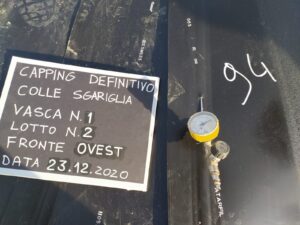 CAPPING DEFINITIVO
COLLE SGARIGLIA
VASCA N. 1
LOTTO N. 2
FRONTE OVEST
DATA 23.12.2020
94